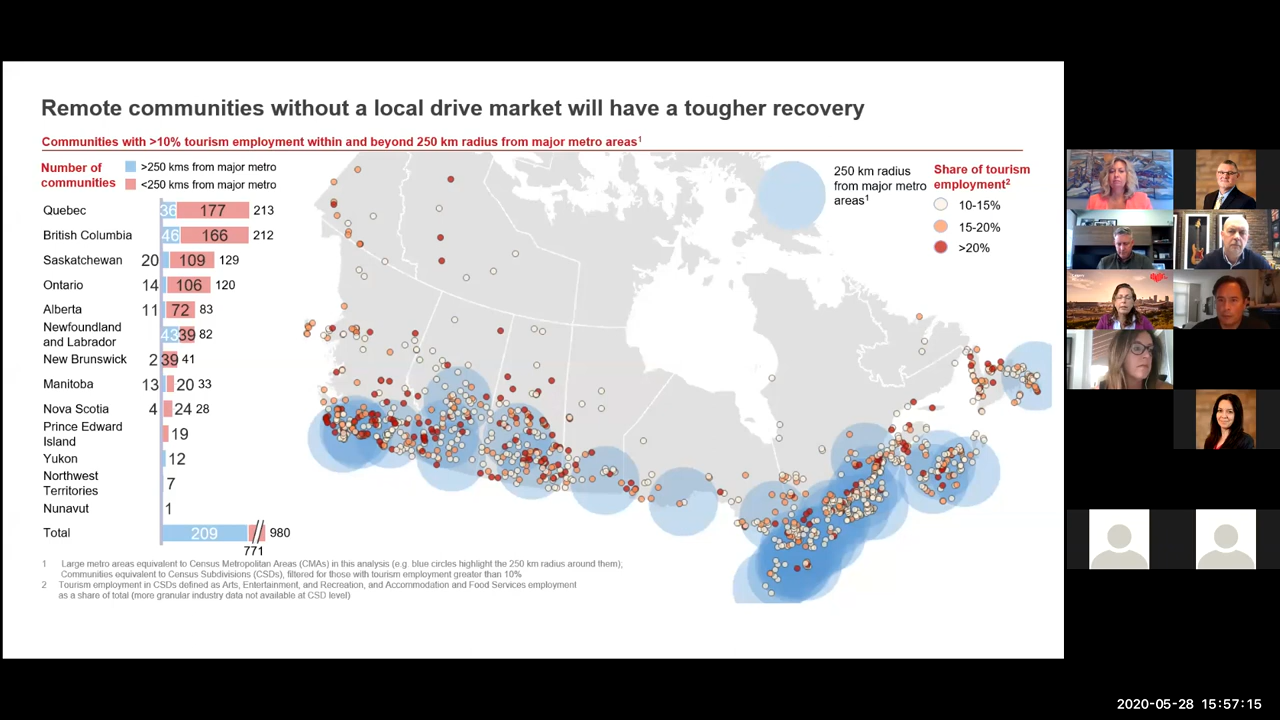 Remote communities without a local drive market will have a tougher recovery
Communities with >10% tourism employment within and beyond 250 km radius from major metro areas1
Number of
communities
>250 kms from major metro
<250 kms from major metro
Quebec 36 177 213
British Columbia 46 166 212
Saskatchewan 20 109 129
Ontario 14 106 120
Alberta 11 72 83
Newfoundland
and Labrador 43 39 82
New Brunswick 2 39 41
Manitoba 13 20 33
Nova Scotia 4 24 28
Prince Edward
Island 19
Yukon 12
Northwest
Territories 7
Nunavut 1
Total 209 980
771
250 km radius
from major metro
areas1
Share of tourism
employment2
10-15%
15-20%
>20%
1 Large metro areas equivalent to Census Metropolitan Areas (CMAs) in this analysis (e.g. blue circles highlight the 250 km radius around them),
Communities equivalent to Census Subdivisions (CSDs), filtered for those with tourism employment greater than 10%
2 Tourism employment in CSDs defined as Arts, Entertainment, and Recreation, and Accommodation and Food Services employment
as a share of total (more granular industry data not available at CSD level)
2020-05-28 15:57:15